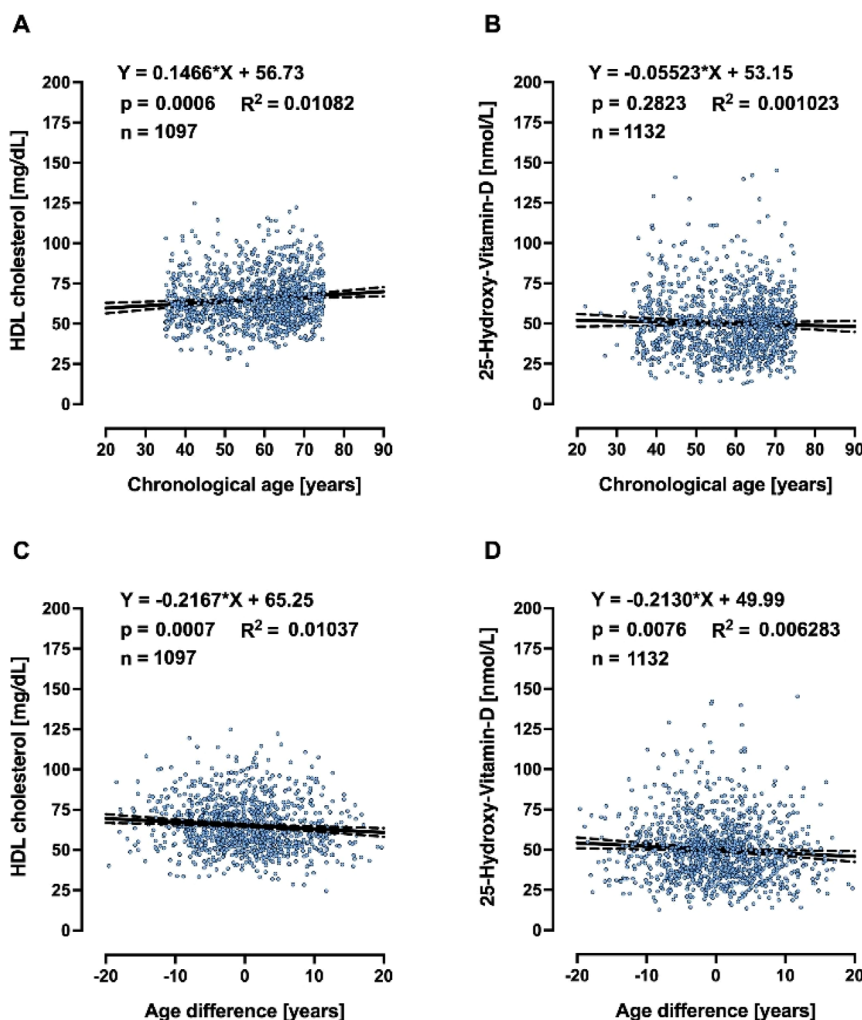 A
Y = 0.1466*X + 56.73
p = 0.0006 R² = 0.01082
n = 1097
HDL cholesterol [mg/dL]
200
175
150
125
100
75
50
25
0
20 30 40 50 60 70 80 90
Chronological age [years]
B
Y = -0.05523*X + 53.15
p = 0.2823 R² = 0.001023
n = 1132
25-Hydroxy-Vitamin-D [nmol/L]
200
175
150
125
100
75
50
25
0
20 30 40 50 60 70 80 90
Chronological age [years]
C
Y = -0.2167*X + 65.25
p = 0.0007 R² = 0.01037
n = 1097
HDL cholesterol [mg/dL]
200
175
150
125
100
75
50
25
0
-20 -10 0 10 20
Age difference [years]
D
Y = -0.2130*X + 49.99
p = 0.0076 R² = 0.006283
n = 1132
25-Hydroxy-Vitamin-D [nmol/L]
200
175
150
125
100
75
50
25
0
-20 -10 0 10 20
Age difference [years]